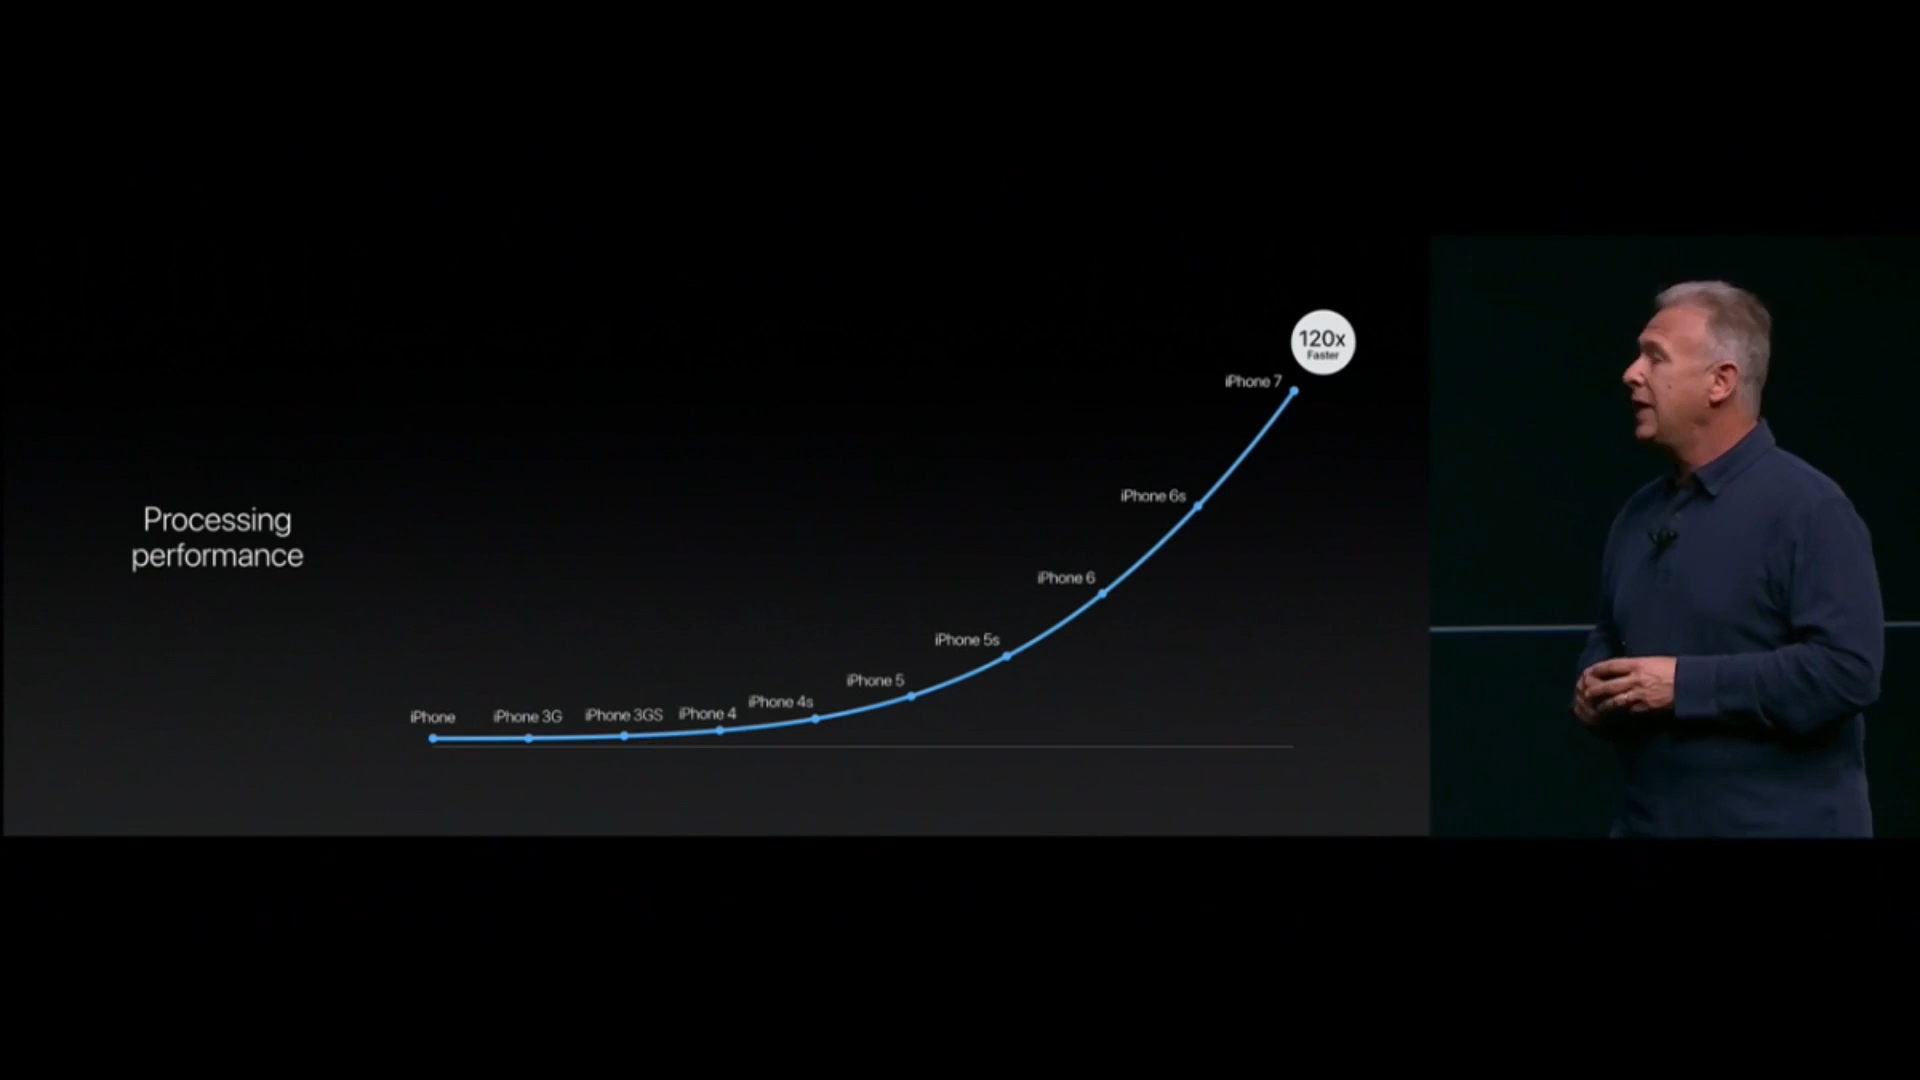 Processing
performance
iPhone
iPhone 3G
iPhone 3GS
iPhone 4
iPhone 4s
iPhone 5
iPhone 5s
iPhone 6
iPhone 6s
iPhone 7
120x
Faster